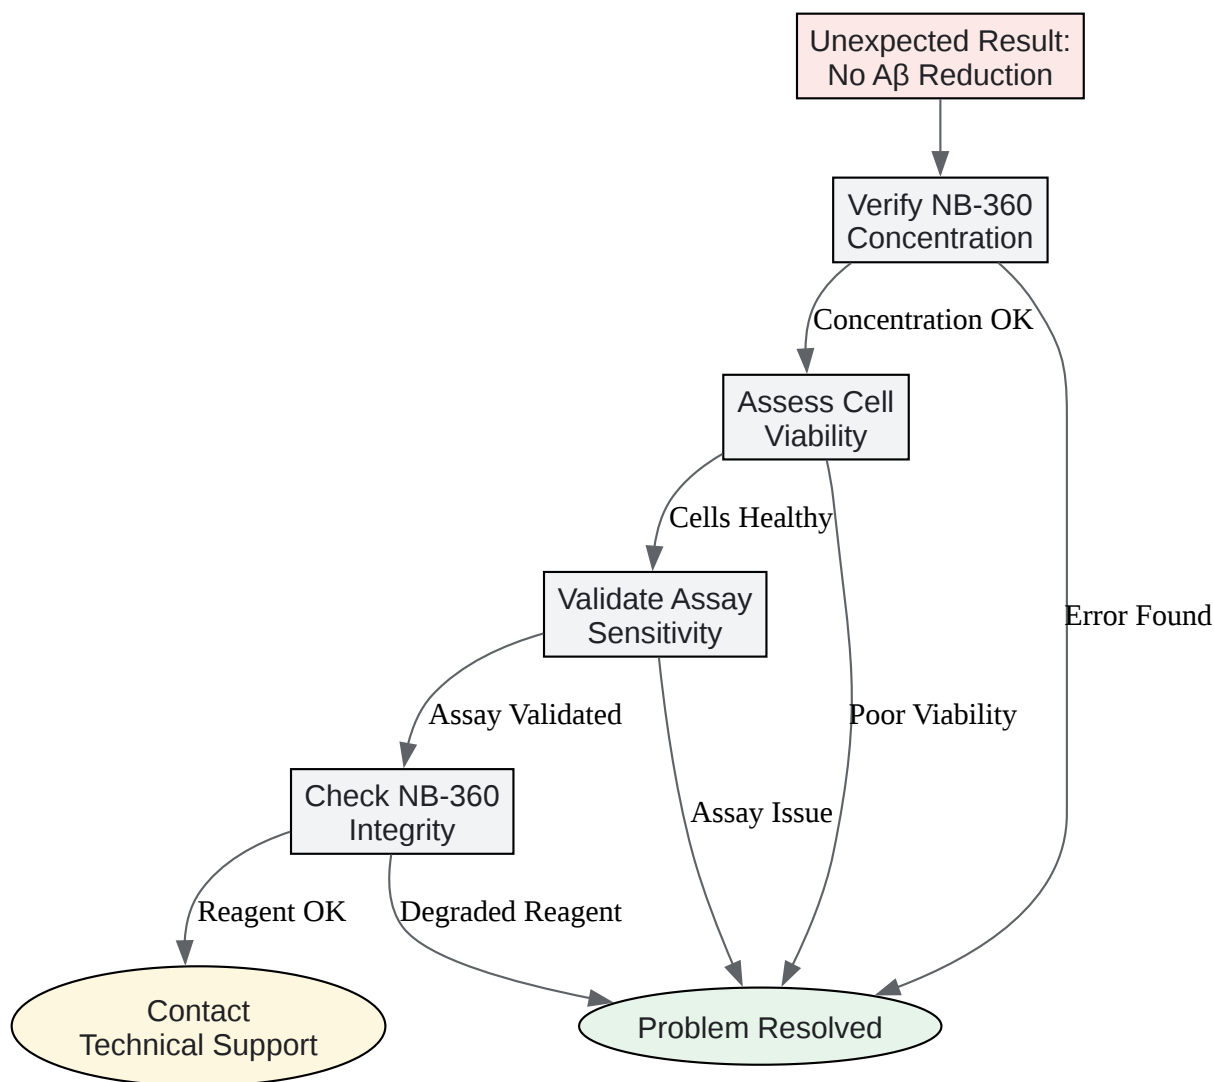 Unexpected Result:
No Aβ Reduction
Verify NB-360
Concentration
Concentration OK
Assess Cell
Viability
Cells Healthy
Validate Assay
Sensitivity
Error Found
Assay Validated
Poor Viability
Check NB-360
Integrity
Assay Issue
Reagent OK
Degraded Reagent
Contact
Technical Support
Problem Resolved